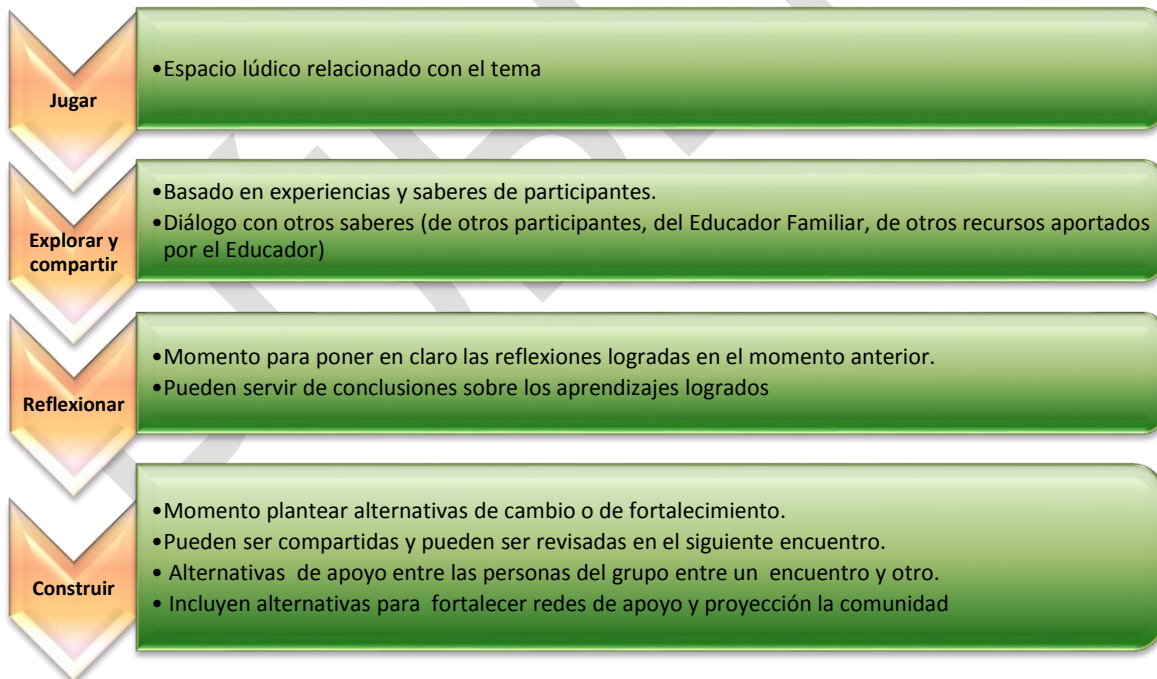 Jugar
•Espacio lúdico relacionado con el tema
Explorar y
compartir
•Basado en experiencias y saberes de participantes.
•Diálogo con otros saberes (de otros participantes, del Educador Familiar, de otros recursos aportados
por el Educador)
Reflexionar
•Momento para poner en claro las reflexiones logradas en el momento anterior.
•Pueden servir de conclusiones sobre los aprendizajes logrados
Construir
•Momento plantear alternativas de cambio o de fortalecimiento.
•Pueden ser compartidas y pueden ser revisadas en el siguiente encuentro.
• Alternativas de apoyo entre las personas del grupo entre un encuentro y otro.
• Incluyen alternativas para fortalecer redes de apoyo y proyección la comunidad